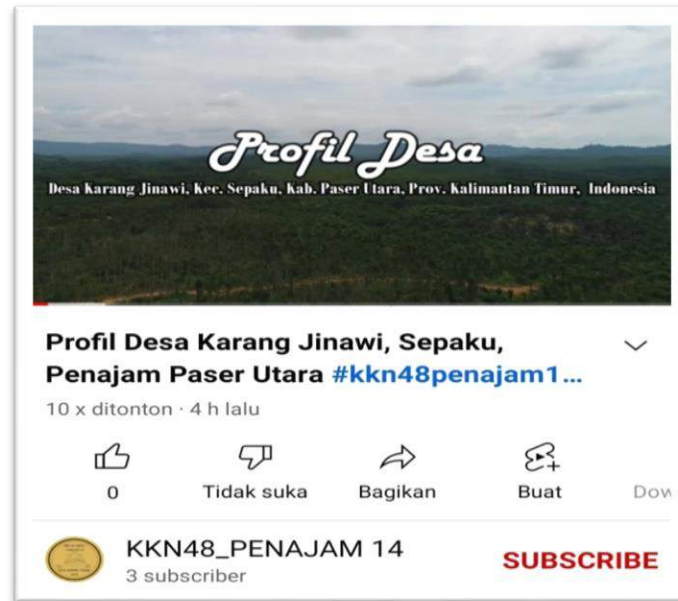 Profil Desa
Desa Karang Jinawi, Kec. Sepaku, Kab. Paser Utara, Prov. Kalimantan Timur, Indonesia
Profil Desa Karang Jinawi, Sepaku,
Penajam Paser Utara #kkn48penajam1...
10 x ditonton · 4 h lalu
0 Tidak suka Bagikan Buat Dow
KKN48_PENAJAM 14
SUBSCRIBE
3 subscriber